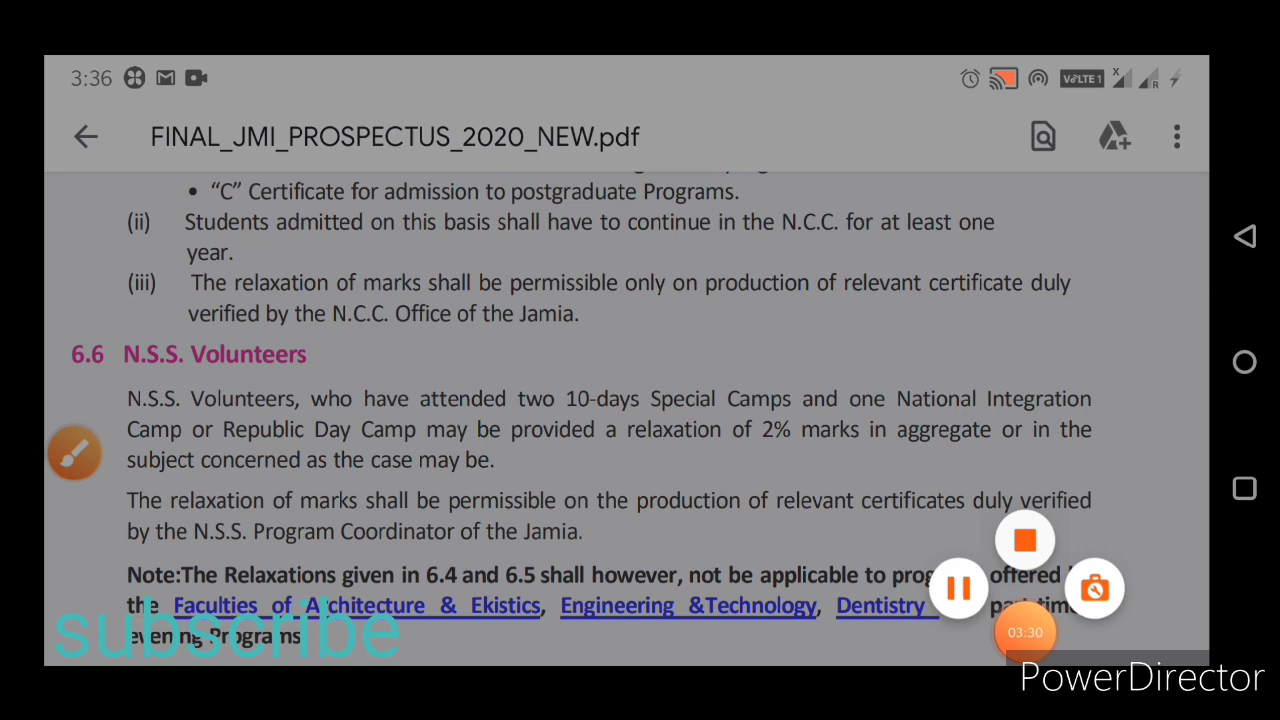 3:36
VoLTE 1 X R
FINAL_JMI_PROSPECTUS_2020_NEW.pdf
• “C” Certificate for admission to postgraduate Programs.
(ii) Students admitted on this basis shall have to continue in the N.C.C. for at least one
year.
(iii) The relaxation of marks shall be permissible only on production of relevant certificate duly
verified by the N.C.C. Office of the Jamia.
6.6 N.S.S. Volunteers
N.S.S. Volunteers, who have attended two 10-days Special Camps and one National Integration
Camp or Republic Day Camp may be provided a relaxation of 2% marks in aggregate or in the
subject concerned as the case may be.
The relaxation of marks shall be permissible on the production of relevant certificates duly verified
by the N.S.S. Program Coordinator of the Jamia.
Note:The Relaxations given in 6.4 and 6.5 shall however, not be applicable to offered
the Faculties of Architecture & Ekistics, Engineering &Technology, Dentistry
evening Programs
subscribe
03:30
PowerDirector